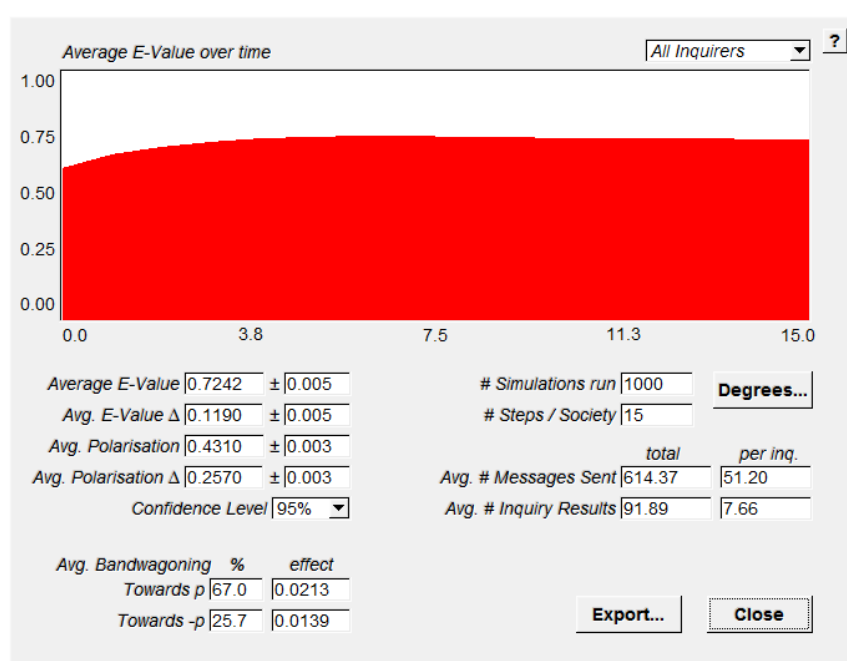 Average E-Value over time All Inquirers ?
1.00
0.75
0.50
0.25
0.00
0.0 3.8 7.5 11.3 15.0
Average E-Value 0.7242 ± 0.005 # Simulations run 1000 Degrees...
Avg. E-Value Δ 0.1190 ± 0.005 # Steps / Society 15
Avg. Polarisation 0.4310 ± 0.003 total per inq.
Avg. Polarisation Δ 0.2570 ± 0.003 Avg. # Messages Sent 614.37 51.20
Confidence Level 95% Avg. # Inquiry Results 91.89 7.66
Avg. Bandwagoning % effect
Towards p 67.0 0.0213
Towards -p 25.7 0.0139 Export... Close